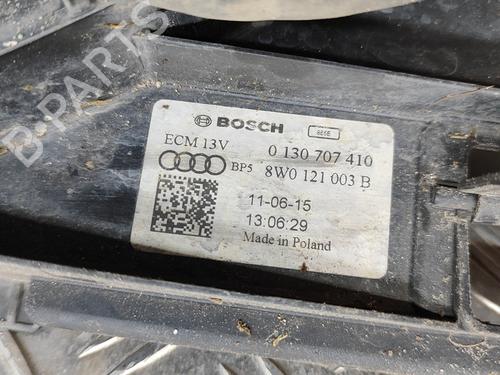 B-PARTS
BOSCH
ECM 13V 0 130 707 410
BP5 8W0 121 003 B
11-06-15
13:06:29
Made in Poland